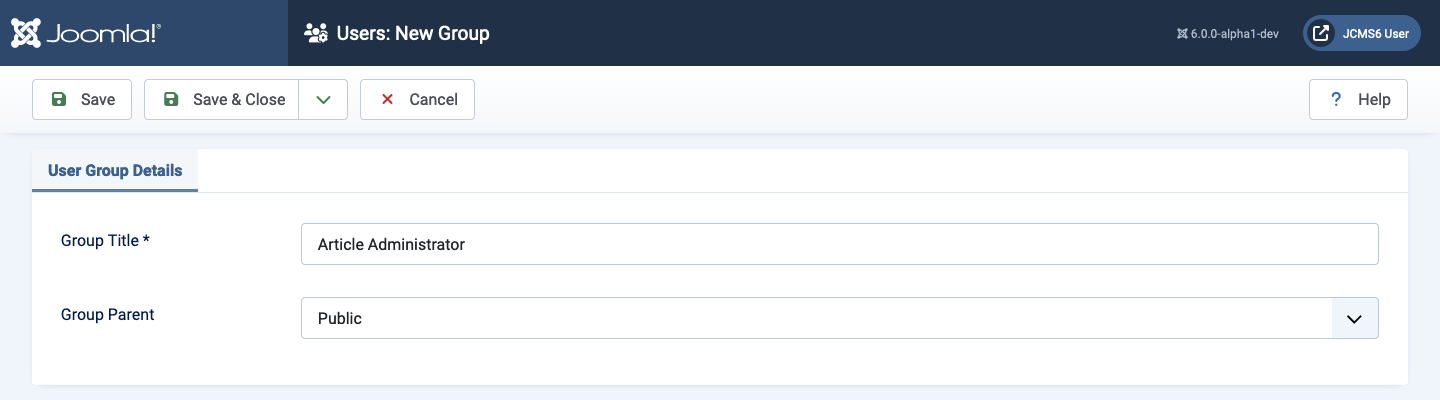 Joomla!® Users: New Group 6.0.0-alpha1-dev JCMS6 User
Save Save & Close Cancel ? Help
User Group Details
Group Title * Article Administrator
Group Parent Public